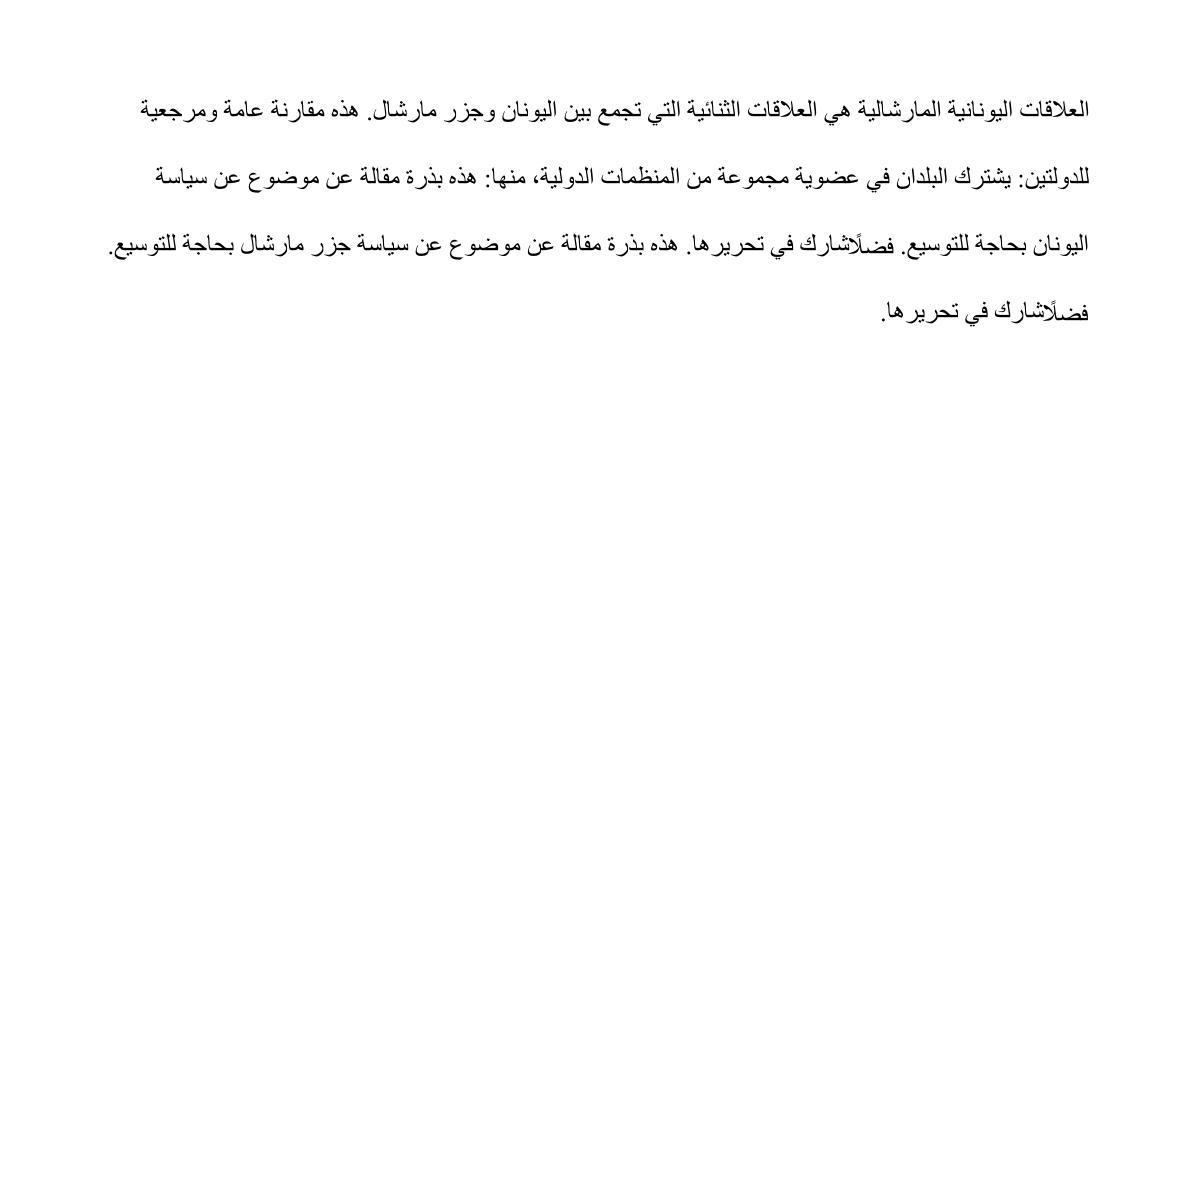 العلاقات اليونانية المارشالية هي العلاقات الثنائية التي تجمع بين اليونان وجزر مارشال. هذه مقارنة عامة ومرجعية
للدولتين: يشترك البلدان في عضوية مجموعة من المنظمات الدولية، منها: هذه بذرة مقالة عن موضوع عن سياسة
اليونان بحاجة للتوسيع. فضلًاشارك في تحريرها. هذه بذرة مقالة عن موضوع عن سياسة جزر مارشال بحاجة للتوسيع.
فضلًاشارك في تحريرها.